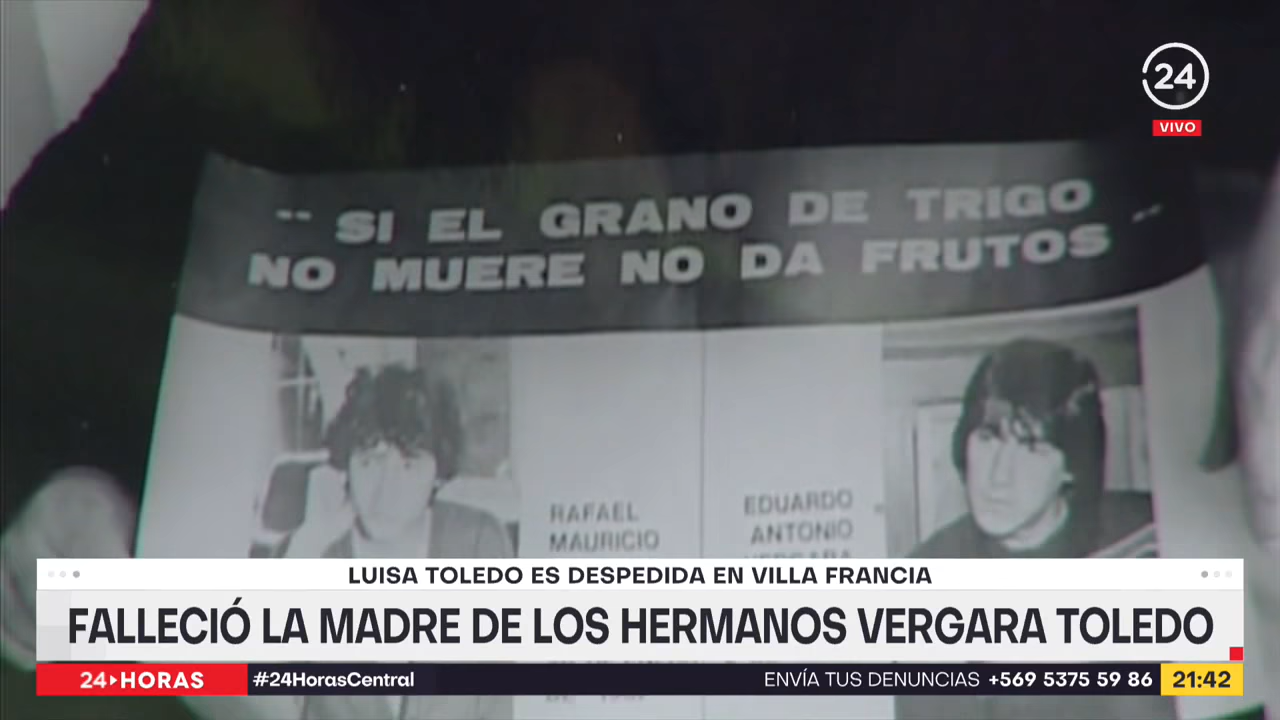 24
VIVO
-- SI EL GRANO DE TRIGO --
NO MUERE NO DA FRUTOS
RAFAEL
MAURICIO
EDUARDO
ANTONIO
VERGARA
LUISA TOLEDO ES DESPEDIDA EN VILLA FRANCIA
FALLECIÓ LA MADRE DE LOS HERMANOS VERGARA TOLEDO
24 HORAS
#24HorasCentral
ENVÍA TUS DENUNCIAS +569 5375 59 86
21:42